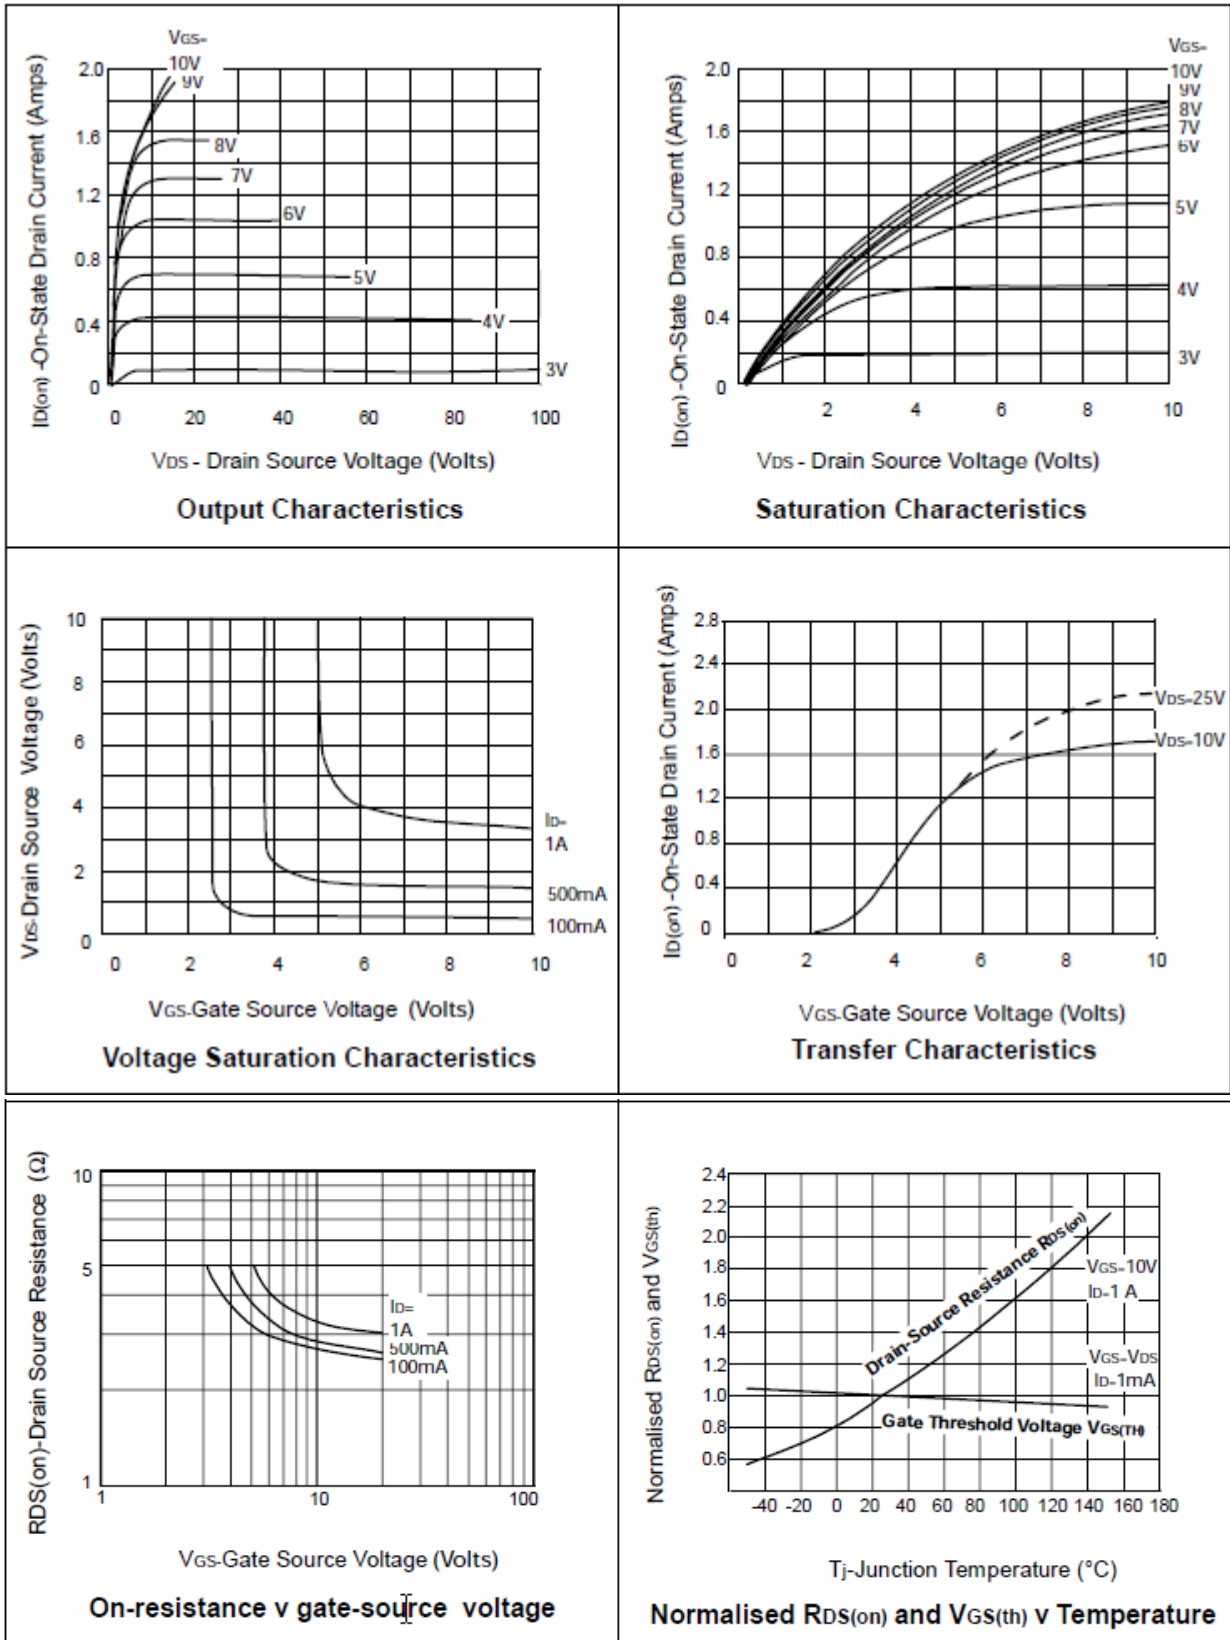 VGS=
10V
9V
8V
7V
6V
5V
4V
3V
2.0
1.6
1.2
0.8
0.4
0
0 20 40 60 80 100
ID(on) -On-State Drain Current (Amps)
VDS - Drain Source Voltage (Volts)
Output Characteristics
VGS=
10V
9V
8V
7V
6V
5V
4V
3V
2.0
1.6
1.2
0.8
0.4
0
2 4 6 8 10
ID(on) -On-State Drain Current (Amps)
VDS - Drain Source Voltage (Volts)
Saturation Characteristics
10
8
6
4
2
0
0 2 4 6 8 10
ID=
1A
500mA
100mA
VDS-Drain Source Voltage (Volts)
VGS-Gate Source Voltage (Volts)
Voltage Saturation Characteristics
2.8
2.4
2.0
1.6
1.2
0.8
0.4
0
0 2 4 6 8 10
VDS=25V
VDS=10V
ID(on) -On-State Drain Current (Amps)
VGS-Gate Source Voltage (Volts)
Transfer Characteristics
10
5
1
1 10 100
ID=
1A
500mA
100mA
RDS(on)-Drain Source Resistance (Ω)
VGS-Gate Source Voltage (Volts)
On-resistance v gate-source voltage
2.4
2.2
2.0
1.8
1.6
1.4
1.2
1.0
0.8
0.6
-40 -20 0 20 40 60 80 100 120 140 160 180
Drain-Source Resistance RDS(on)
VGS=10V
ID=1 A
VGS=VDS
ID=1mA
Gate Threshold Voltage VGS(TH)
Normalised RDS(on) and VGS(th)
Tj-Junction Temperature (°C)
Normalised RDS(on) and VGS(th) v Temperature